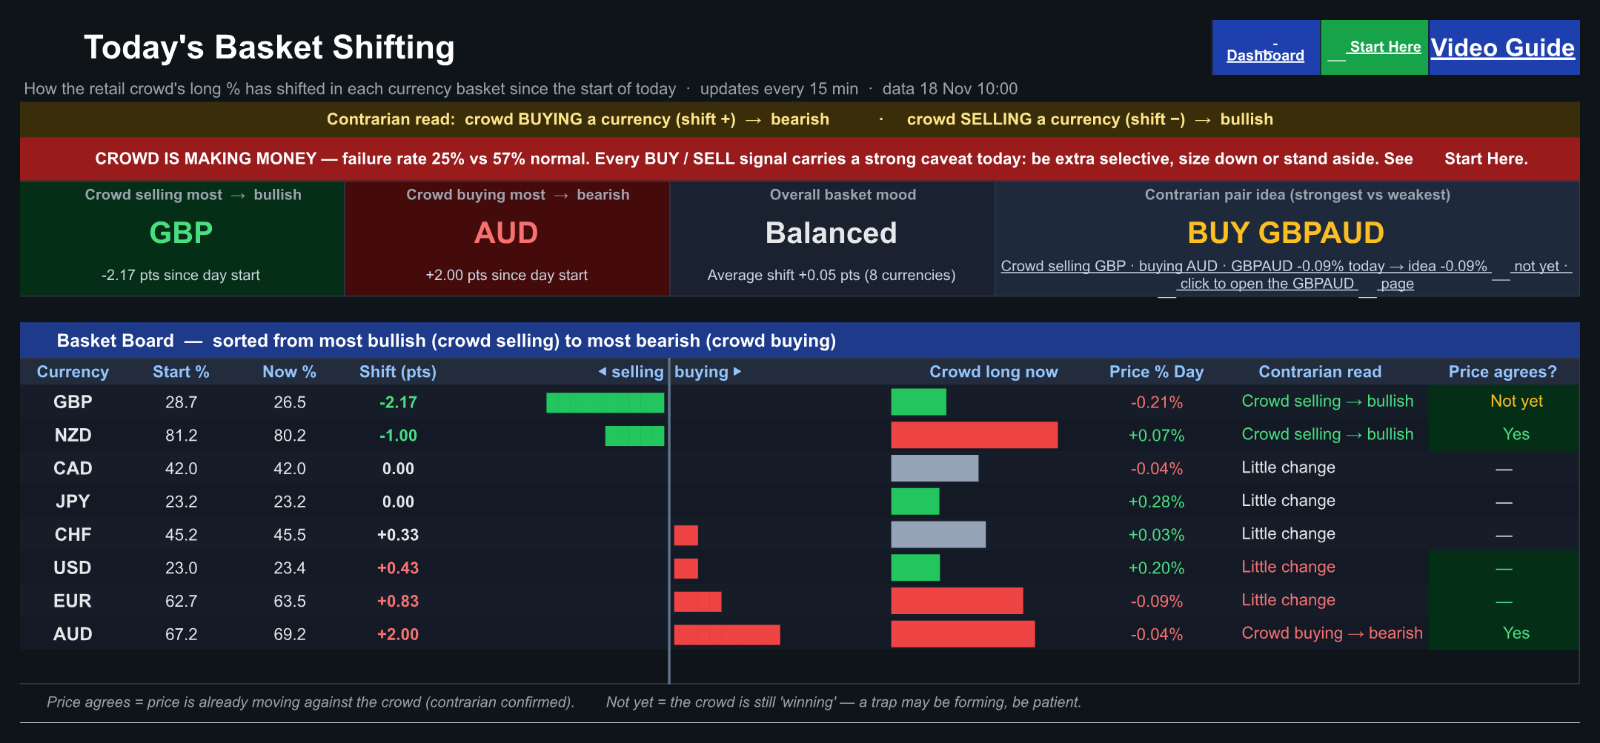 Today's Basket Shifting
Dashboard
Start Here
Video Guide
How the retail crowd's long % has shifted in each currency basket since the start of today · updates every 15 min · data 18 Nov 10:00
Contrarian read: crowd BUYING a currency (shift +) → bearish · crowd SELLING a currency (shift −) → bullish
CROWD IS MAKING MONEY — failure rate 25% vs 57% normal. Every BUY / SELL signal carries a strong caveat today: be extra selective, size down or stand aside. See Start Here.
Crowd selling most → bullish
GBP
-2.17 pts since day start
Crowd buying most → bearish
AUD
+2.00 pts since day start
Overall basket mood
Balanced
Average shift +0.05 pts (8 currencies)
Contrarian pair idea (strongest vs weakest)
BUY GBPAUD
Crowd selling GBP · buying AUD · GBPAUD -0.09% today → idea -0.09% not yet ·
click to open the GBPAUD page
Basket Board — sorted from most bullish (crowd selling) to most bearish (crowd buying)
Currency Start % Now % Shift (pts) ◄ selling buying ► Crowd long now Price % Day Contrarian read Price agrees?
GBP 28.7 26.5 -2.17 -0.21% Crowd selling → bullish Not yet
NZD 81.2 80.2 -1.00 +0.07% Crowd selling → bullish Yes
CAD 42.0 42.0 0.00 -0.04% Little change —
JPY 23.2 23.2 0.00 +0.28% Little change —
CHF 45.2 45.5 +0.33 +0.03% Little change —
USD 23.0 23.4 +0.43 +0.20% Little change —
EUR 62.7 63.5 +0.83 -0.09% Little change —
AUD 67.2 69.2 +2.00 -0.04% Crowd buying → bearish Yes
Price agrees = price is already moving against the crowd (contrarian confirmed). Not yet = the crowd is still 'winning' — a trap may be forming, be patient.